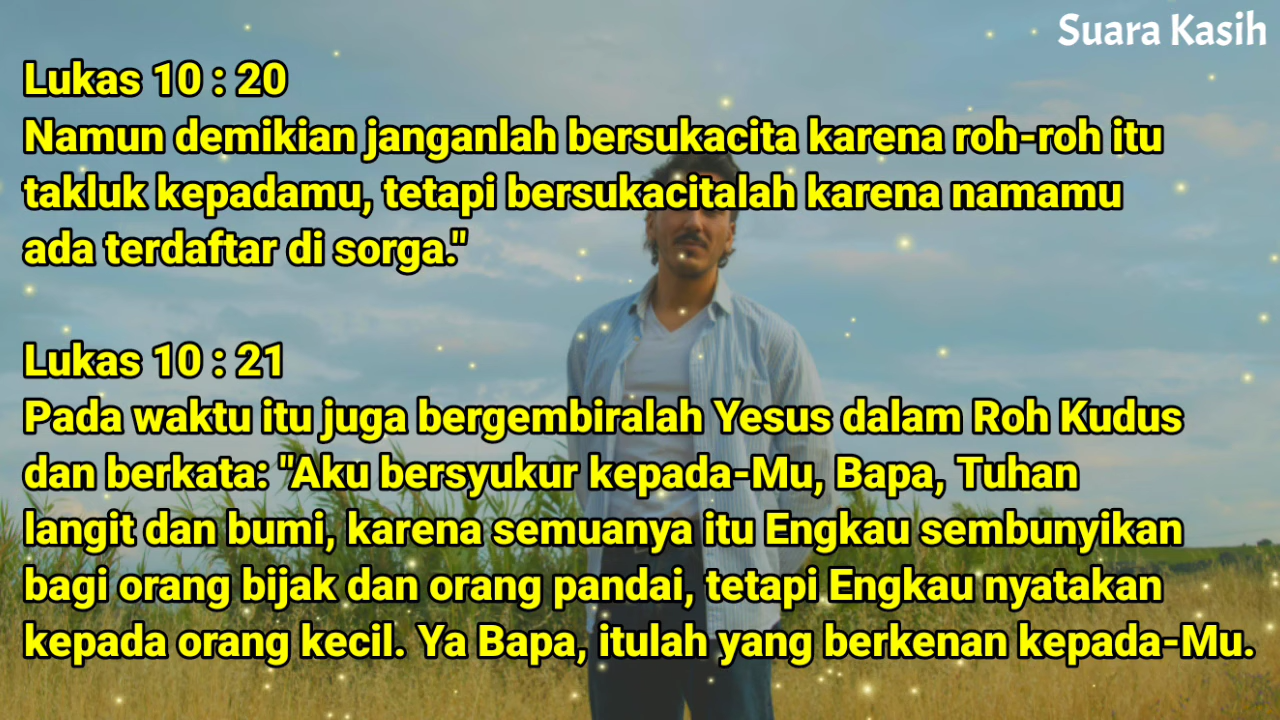 Suara Kasih
Lukas 10 : 20
Namun demikian janganlah bersukacita karena roh-roh itu
takluk kepadamu, tetapi bersukacitalah karena namamu
ada terdaftar di sorga."
Lukas 10 : 21
Pada waktu itu juga bergembiralah Yesus dalam Roh Kudus
dan berkata: "Aku bersyukur kepada-Mu, Bapa, Tuhan
langit dan bumi, karena semuanya itu Engkau sembunyikan
bagi orang bijak dan orang pandai, tetapi Engkau nyatakan
kepada orang kecil. Ya Bapa, itulah yang berkenan kepada-Mu.